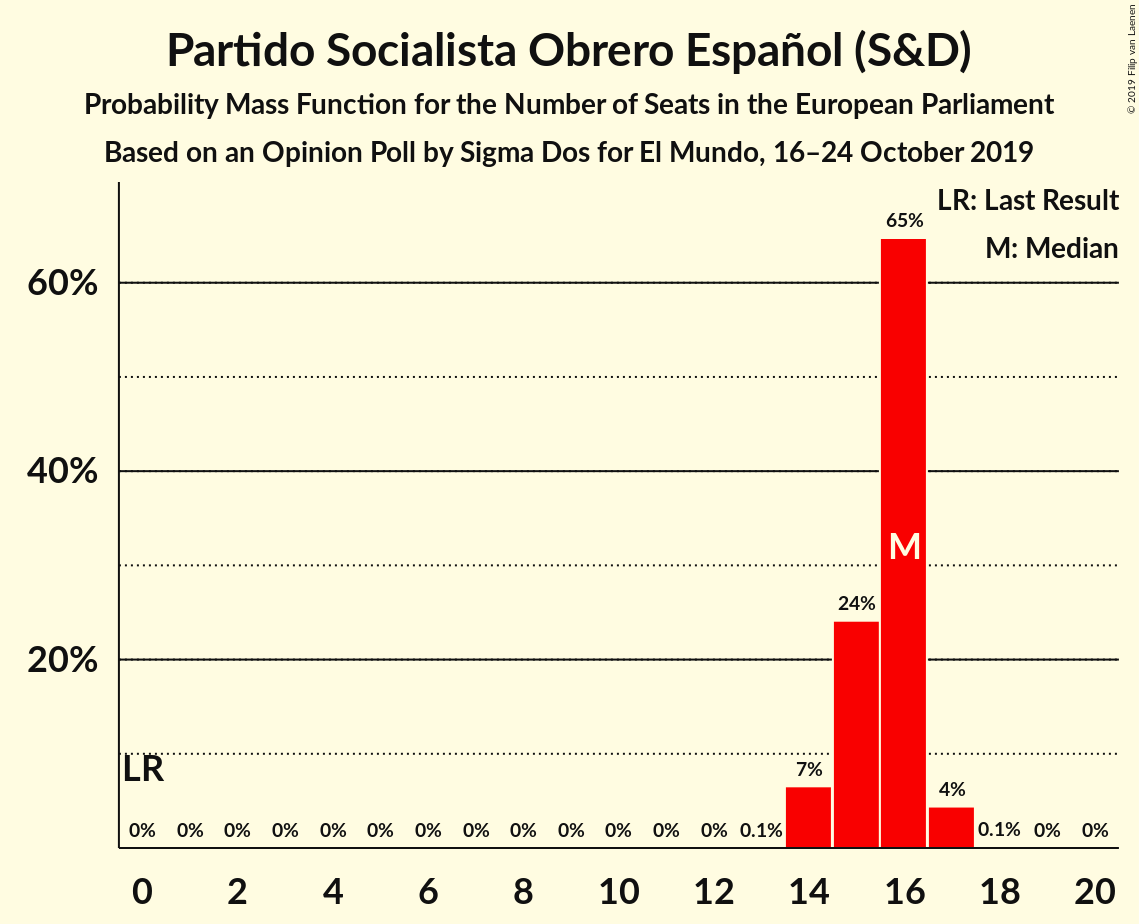 Partido Socialista Obrero Español (S&D)
Probability Mass Function for the Number of Seats in the European Parliament
Based on an Opinion Poll by Sigma Dos for El Mundo, 16–24 October 2019
© 2019 Filip van Laenen
LR: Last Result
M: Median
65%
60%
40%
M
24%
20%
LR
7%
4%
0% 0% 0% 0% 0% 0% 0% 0% 0% 0% 0% 0% 0% 0.1% 0.1% 0% 0%
0 2 4 6 8 10 12 14 16 18 20